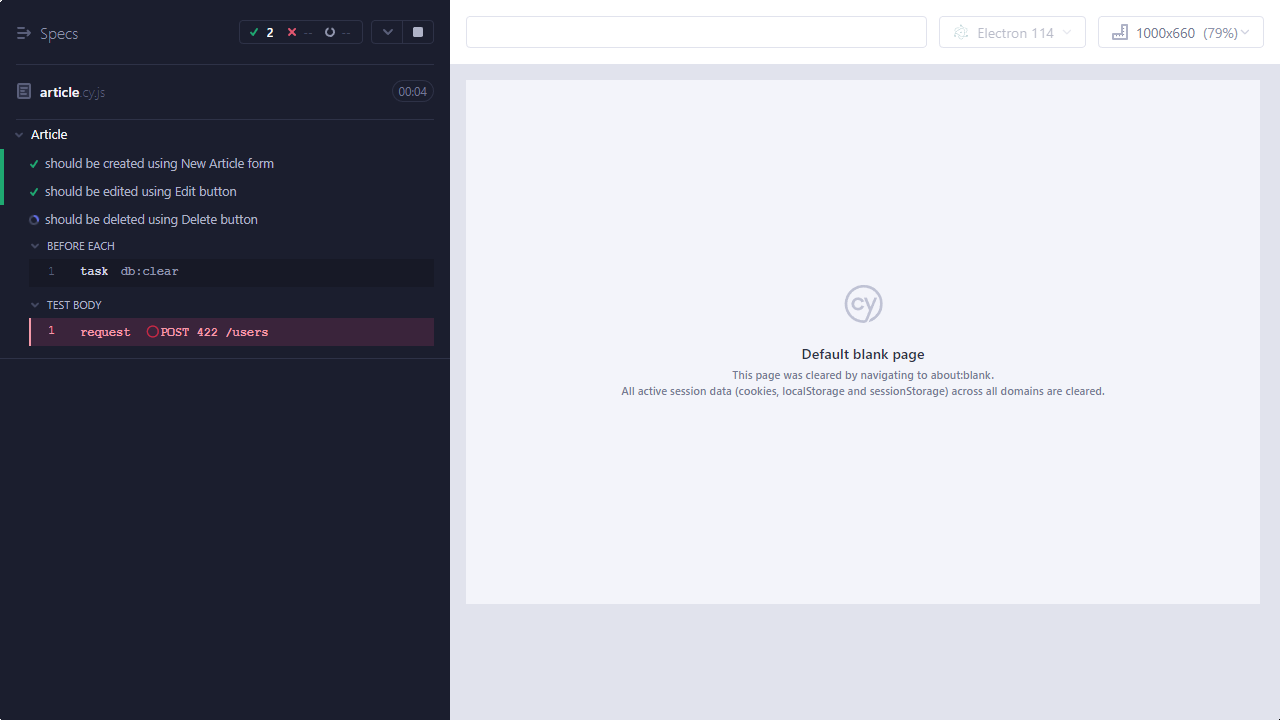 Specs
2
--
--
article.cy.js
00:04
Article
should be created using New Article form
should be edited using Edit button
should be deleted using Delete button
BEFORE EACH
1 task db:clear
TEST BODY
1 request POST 422 /users
Electron 114
1000x660 (79%)
cy
Default blank page
This page was cleared by navigating to about:blank.
All active session data (cookies, localStorage and sessionStorage) across all domains are cleared.